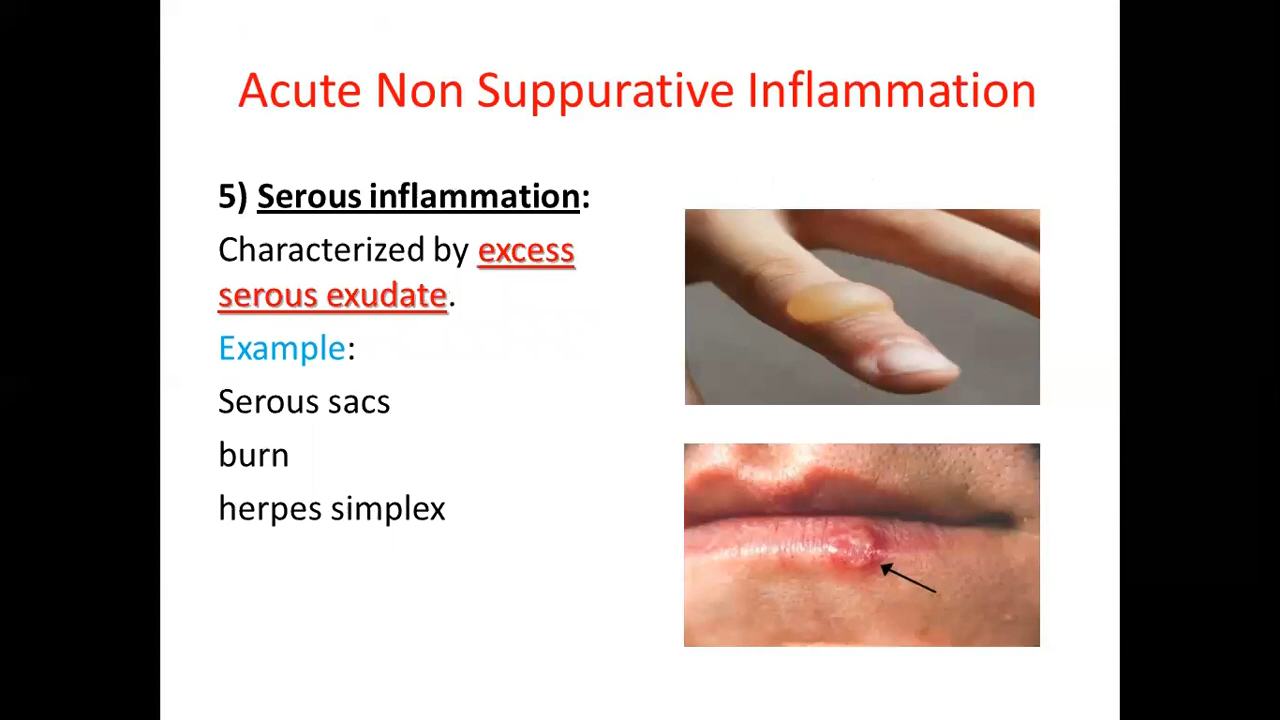 Acute Non Suppurative Inflammation
5) Serous inflammation:
Characterized by excess
serous exudate.
Example:
Serous sacs
burn
herpes simplex